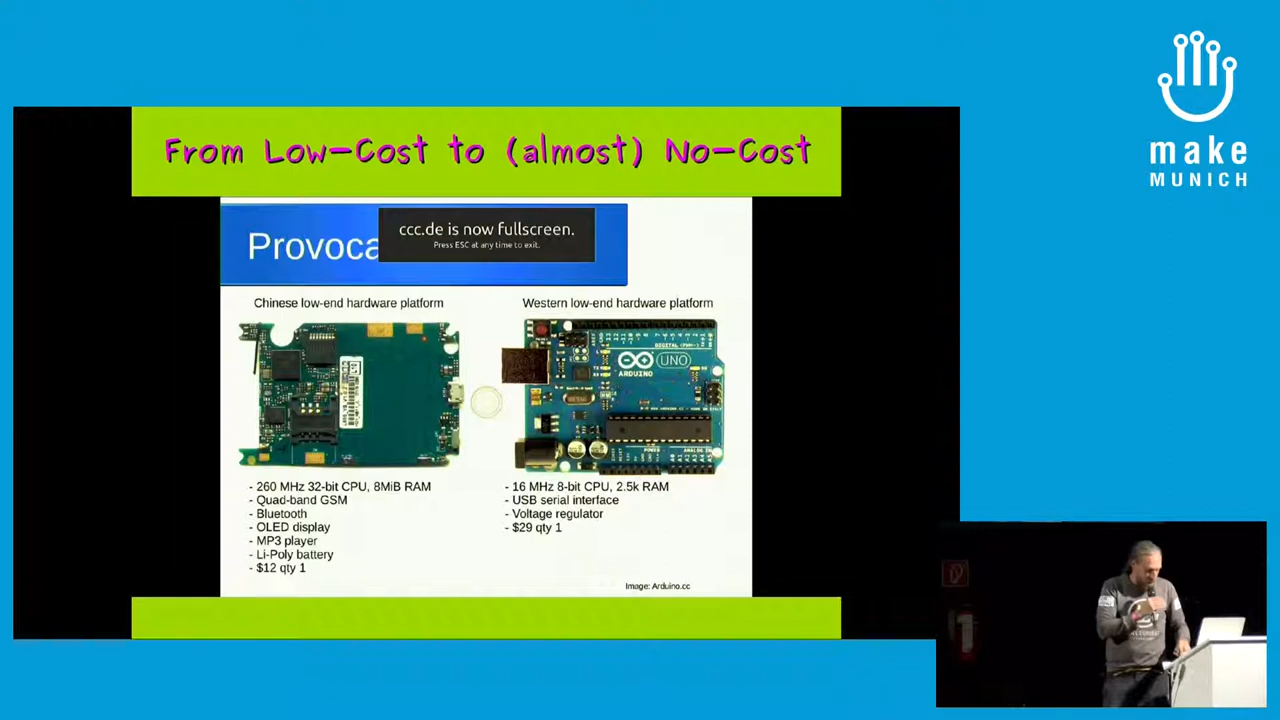 make
MUNICH
From Low-Cost to (almost) No-Cost
Provoca
ccc.de is now fullscreen.
Press ESC at any time to exit.
Chinese low-end hardware platform
Western low-end hardware platform
ARDUINO
UNO
- 260 MHz 32-bit CPU, 8MiB RAM
- Quad-band GSM
- Bluetooth
- OLED display
- MP3 player
- Li-Poly battery
- $12 qty 1
- 16 MHz 8-bit CPU, 2.5k RAM
- USB serial interface
- Voltage regulator
- $29 qty 1
Image: Arduino.cc